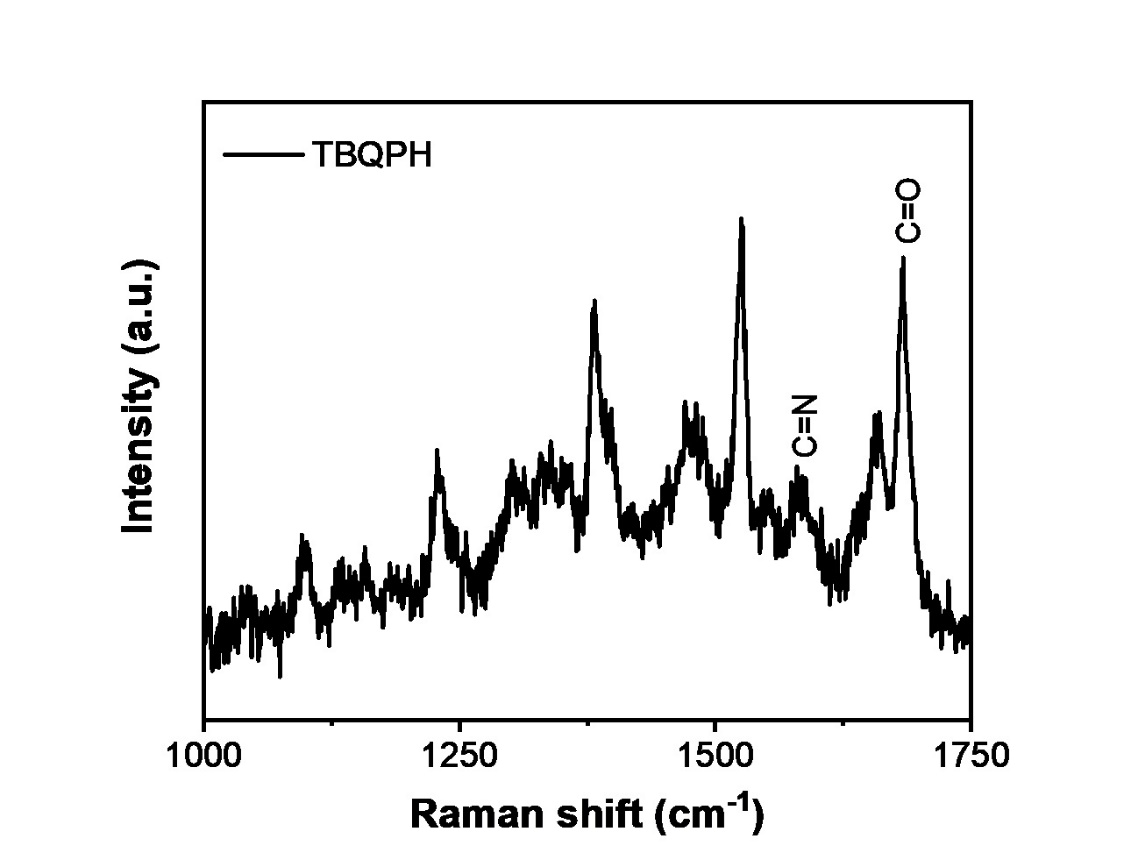 TBQPH
C=O
C=N
Intensity (a.u.)
1000 1250 1500 1750
Raman shift (cm⁻¹)